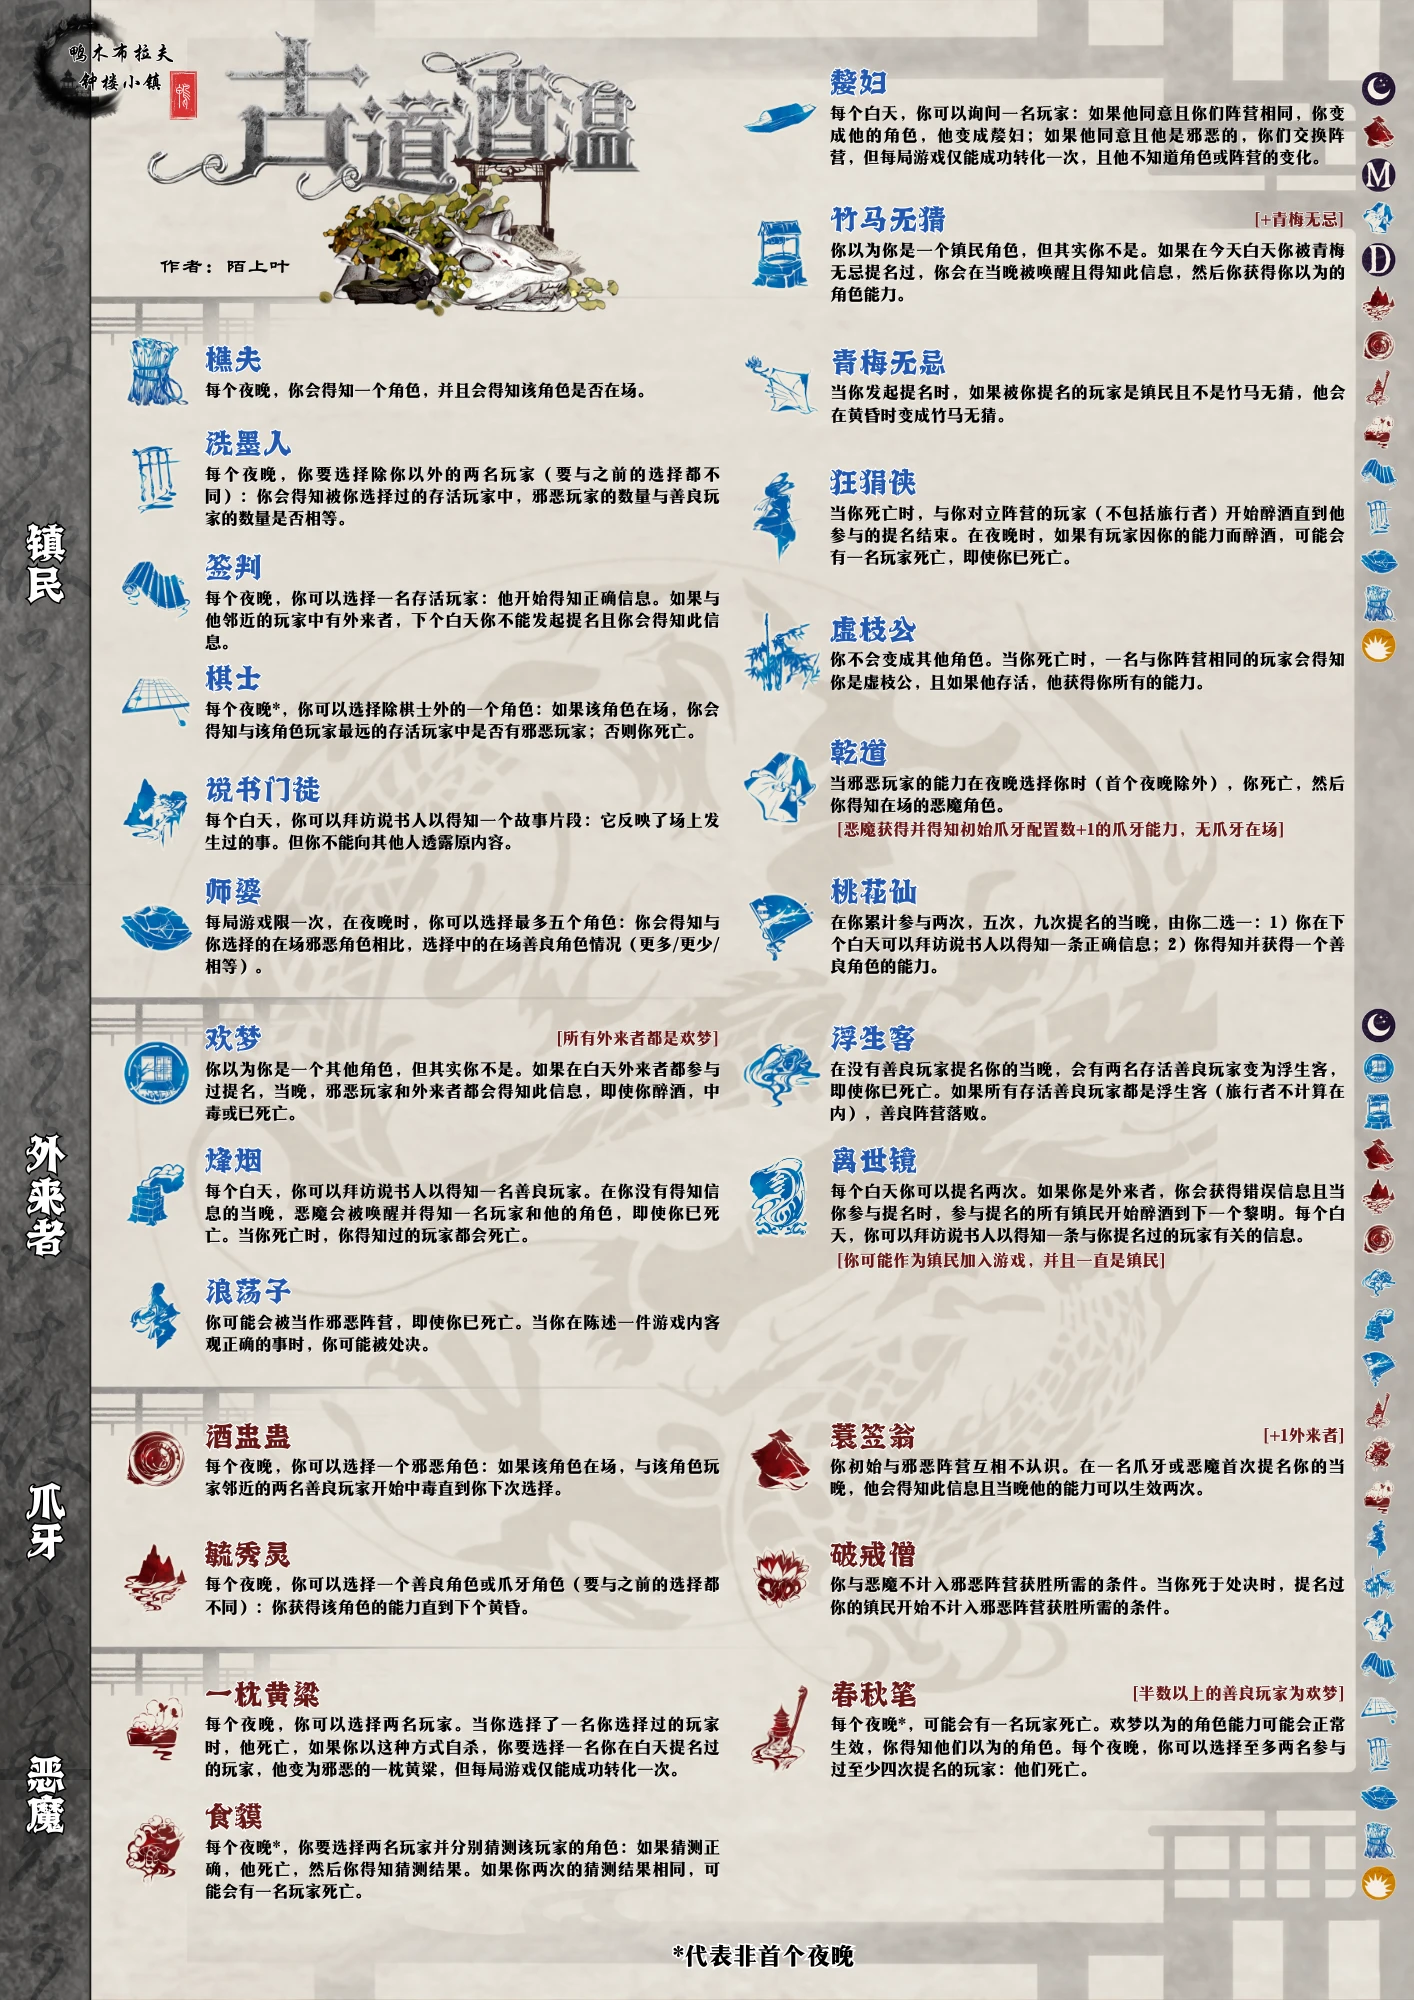 鸭木布拉夫
钟楼小镇
古道酒温
作者：陌上叶
镇民
樵夫
每个夜晚，你会得知一个角色，并且会得知该角色是否在场。
洗墨人
每个夜晚，你要选择除你以外的两名玩家（要与之前的选择都不
同）：你会得知被你选择过的存活玩家中，邪恶玩家的数量与善良玩
家的数量是否相等。
签判
每个夜晚，你可以选择一名存活玩家：他开始得知正确信息。如果与
他邻近的玩家中有外来者，下个白天你不能发起提名且你会得知此信
息。
棋士
每个夜晚*，你可以选择除棋士外的一个角色：如果该角色在场，你会
得知与该角色玩家最远的存活玩家中是否有邪恶玩家；否则你死亡。
说书门徒
每个白天，你可以拜访说书人以得知一个故事片段：它反映了场上发
生过的事。但你不能向其他人透露原内容。
师婆
每局游戏限一次，在夜晚时，你可以选择最多五个角色：你会得知与
你选择的在场邪恶角色相比，选择中的在场善良角色情况（更多/更少/
相等）。
嫠妇
每个白天，你可以询问一名玩家：如果他同意且你们阵营相同，你变
成他的角色，他变成嫠妇；如果他同意且他是邪恶的，你们交换阵
营，但每局游戏仅能成功转化一次，且他不知道角色或阵营的变化。
竹马无猜
[+青梅无忌]
你以为你是一个镇民角色，但其实你不是。如果在今天白天你被青梅
无忌提名过，你会在当晚被唤醒且得知此信息，然后你获得你以为的
角色能力。
青梅无忌
当你发起提名时，如果被你提名的玩家是镇民且不是竹马无猜，他会
在黄昏时变成竹马无猜。
狂狷侠
当你死亡时，与你对立阵营的玩家（不包括旅行者）开始醉酒直到他
参与的提名结束。在夜晚时，如果有玩家因你的能力而醉酒，可能会
有一名玩家死亡，即使你已死亡。
虚枝公
你不会变成其他角色。当你死亡时，一名与你阵营相同的玩家会得知
你是虚枝公，且如果他存活，他获得你所有的能力。
乾道
当邪恶玩家的能力在夜晚选择你时（首个夜晚除外），你死亡，然后
你得知在场的恶魔角色。
[恶魔获得并得知初始爪牙配置数+1的爪牙能力，无爪牙在场]
桃花仙
在你累计参与两次，五次，九次提名的当晚，由你二选一：1）你在下
个白天可以拜访说书人以得知一条正确信息；2）你得知并获得一个善
良角色的能力。
外来者
欢梦
[所有外来者都是欢梦]
你以为你是一个其他角色，但其实你不是。如果在白天外来者都参与
过提名，当晚，邪恶玩家和外来者都会得知此信息，即使你醉酒，中
毒或已死亡。
烽烟
每个白天，你可以拜访说书人以得知一名善良玩家。在你没有得知信
息的当晚，恶魔会被唤醒并得知一名玩家和他的角色，即使你已死
亡。当你死亡时，你得知过的玩家都会死亡。
浪荡子
你可能会被当作邪恶阵营，即使你已死亡。当你在陈述一件游戏内客
观正确的事时，你可能被处决。
浮生客
在没有善良玩家提名你的当晚，会有两名存活善良玩家变为浮生客，
即使你已死亡。如果所有存活善良玩家都是浮生客（旅行者不计算在
内），善良阵营落败。
离世镜
每个白天你可以提名两次。如果你是外来者，你会获得错误信息且当
你参与提名时，参与提名的所有镇民开始醉酒到下一个黎明。每个白
天，你可以拜访说书人以得知一条与你提名过的玩家有关的信息。
[你可能作为镇民加入游戏，并且一直是镇民]
爪牙
酒虫蛊
每个夜晚，你可以选择一个邪恶角色：如果该角色在场，与该角色玩
家邻近的两名善良玩家开始中毒直到你下次选择。
毓秀灵
每个夜晚，你可以选择一个善良角色或爪牙角色（要与之前的选择都
不同）：你获得该角色的能力直到下个黄昏。
蓑笠翁
[+1外来者]
你初始与邪恶阵营互相不认识。在一名爪牙或恶魔首次提名你的当
晚，他会得知此信息且当晚他的能力可以生效两次。
破戒僧
你与恶魔不计入邪恶阵营获胜所需的条件。当你死于处决时，提名过
你的镇民开始不计入邪恶阵营获胜所需的条件。
恶魔
一枕黄粱
每个夜晚，你可以选择两名玩家。当你选择了一名你选择过的玩家
时，他死亡，如果你以这种方式自杀，你要选择一名你在白天提名过
的玩家，他变为邪恶的一枕黄粱，但每局游戏仅能成功转化一次。
食貘
每个夜晚*，你要选择两名玩家并分别猜测该玩家的角色：如果猜测正
确，他死亡，然后你得知猜测结果。如果你两次的猜测结果相同，可
能会有一名玩家死亡。
春秋笔
[半数以上的善良玩家为欢梦]
每个夜晚*，可能会有一名玩家死亡。欢梦以为的角色能力可能会正常
生效，你得知他们以为的角色。每个夜晚，你可以选择至多两名参与
过至少四次提名的玩家：他们死亡。
*代表非首个夜晚
M
D